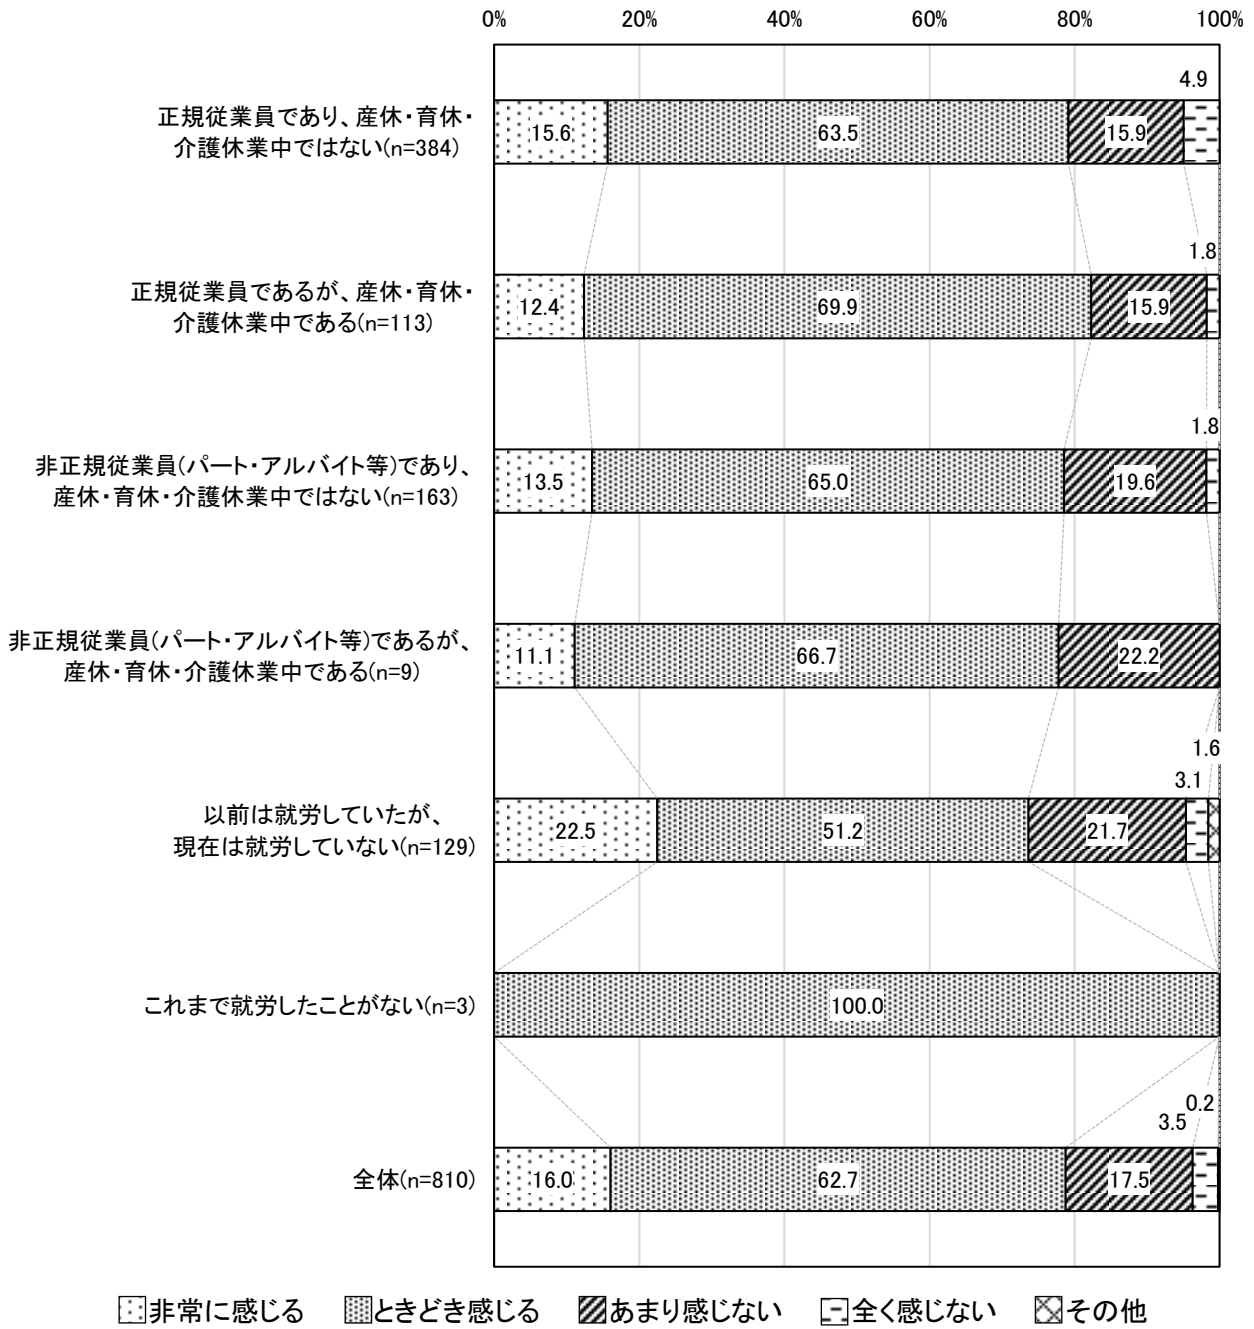 0% 20% 40% 60% 80% 100%
4.9
正規従業員であり、産休・育休・
介護休業中ではない(n=384)
15.6 63.5 15.9
1.8
正規従業員であるが、産休・育休・
介護休業中である(n=113)
12.4 69.9 15.9
1.8
非正規従業員(パート・アルバイト等)であり、
産休・育休・介護休業中ではない(n=163)
13.5 65.0 19.6
非正規従業員(パート・アルバイト等)であるが、
産休・育休・介護休業中である(n=9)
11.1 66.7 22.2
1.6
3.1
以前は就労していたが、
現在は就労していない(n=129)
22.5 51.2 21.7
これまで就労したことがない(n=3)
100.0
0.2
3.5
全体(n=810)
16.0 62.7 17.5
非常に感じる ときどき感じる あまり感じない 全く感じない その他